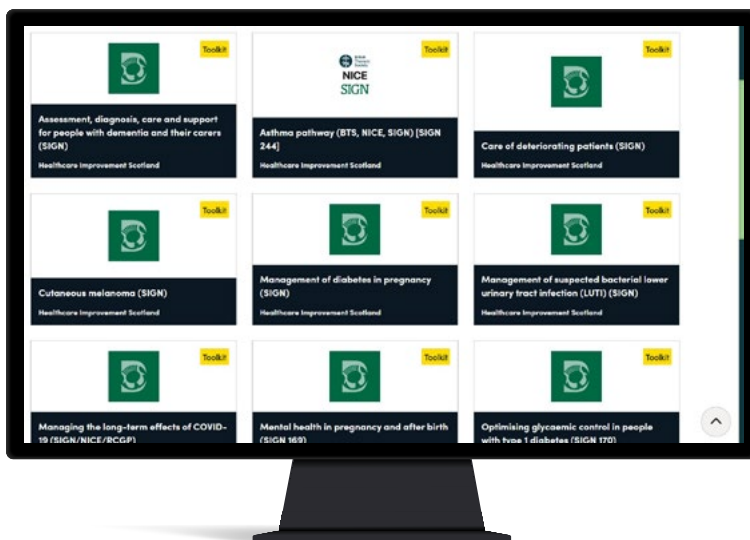 Toolkit
Assessment, diagnosis, care and support
for people with dementia and their carers
(SIGN)
Healthcare Improvement Scotland
Toolkit
NICE
SIGN
Asthma pathway (BTS, NICE, SIGN) [SIGN
244]
Healthcare Improvement Scotland
Toolkit
Care of deteriorating patients (SIGN)
Healthcare Improvement Scotland
Toolkit
Cutaneous melanoma (SIGN)
Healthcare Improvement Scotland
Toolkit
Management of diabetes in pregnancy
(SIGN)
Healthcare Improvement Scotland
Toolkit
Management of suspected bacterial lower
urinary tract infection (LUTI) (SIGN)
Healthcare Improvement Scotland
Toolkit
Managing the long-term effects of COVID-
19 (SIGN/NICE/RCGP)
Toolkit
Mental health in pregnancy and after birth
(SIGN 169)
Toolkit
Optimising glycaemic control in people
with type 1 diabetes (SIGN 170)